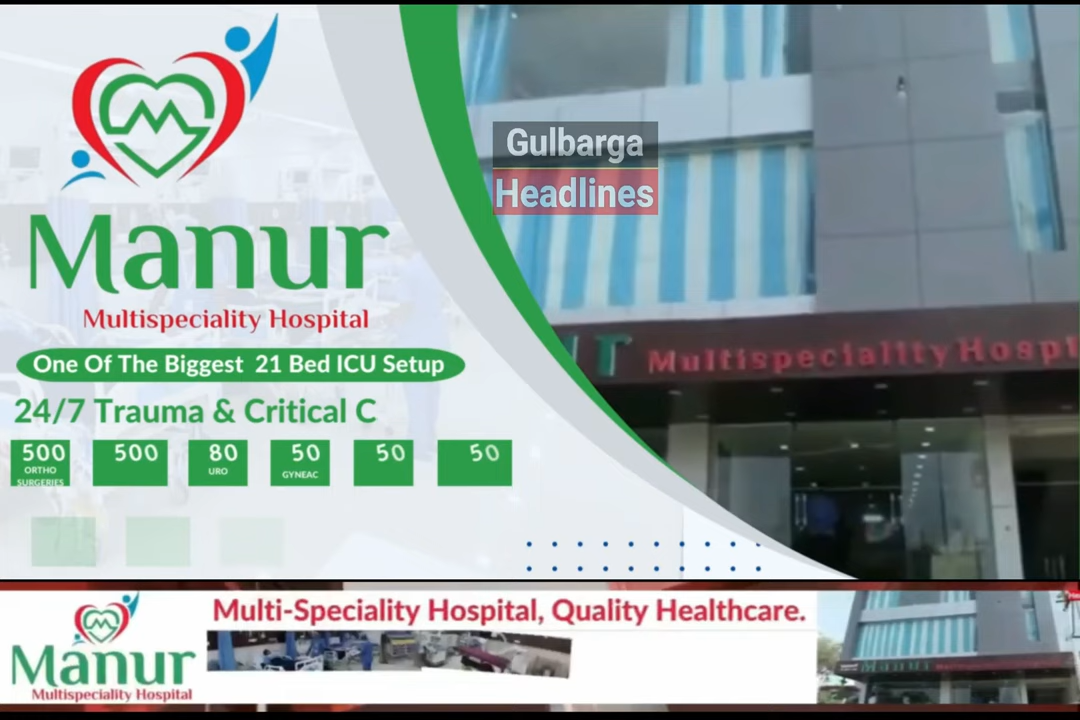 Manur
Multispeciality Hospital
One Of The Biggest 21 Bed ICU Setup
24/7 Trauma & Critical C
500
ORTHO
SURGERIES
500
80
URO
50
GYNEAC
50
50
Gulbarga
Headlines
Multispeciality Hospi
Manur
Multispeciality Hospital
Multi-Speciality Hospital, Quality Healthcare.
Manur